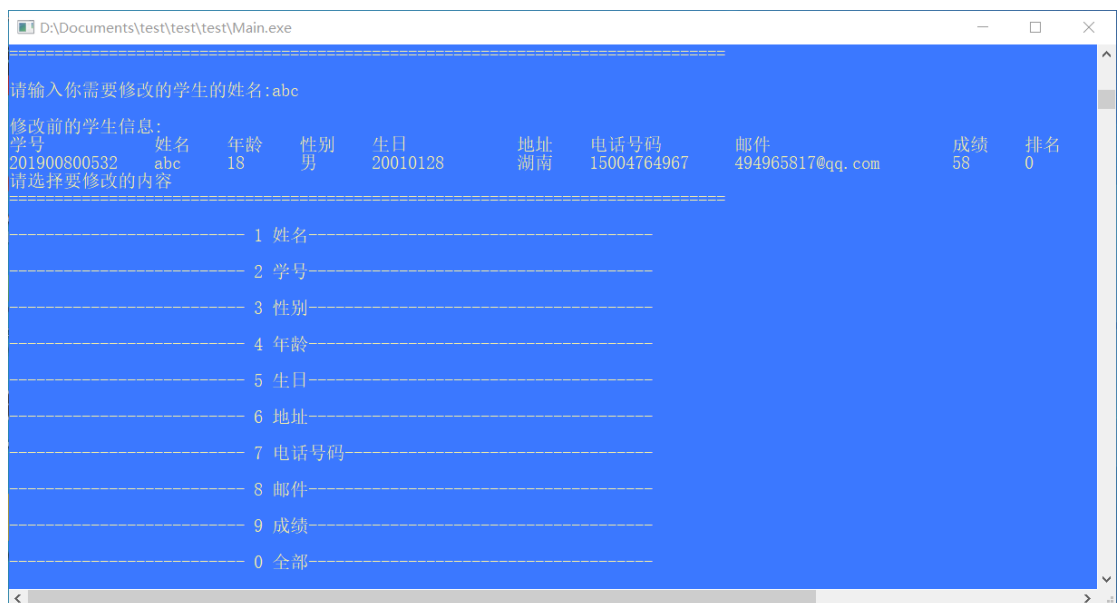 D:\Documents\test\test\test\Main.exe
===============================================================================
请输入你需要修改的学生的姓名:abc
修改前的学生信息:
学号 姓名 年龄 性别 生日 地址 电话号码 邮件 成绩 排名
201900800532 abc 18 男 20010128 湖南 15004764967 494965817@qq.com 58 0
请选择要修改的内容
===============================================================================
-------------------------- 1 姓名--------------------------------------
-------------------------- 2 学号--------------------------------------
-------------------------- 3 性别--------------------------------------
-------------------------- 4 年龄--------------------------------------
-------------------------- 5 生日--------------------------------------
-------------------------- 6 地址--------------------------------------
-------------------------- 7 电话号码----------------------------------
-------------------------- 8 邮件--------------------------------------
-------------------------- 9 成绩--------------------------------------
-------------------------- 0 全部--------------------------------------